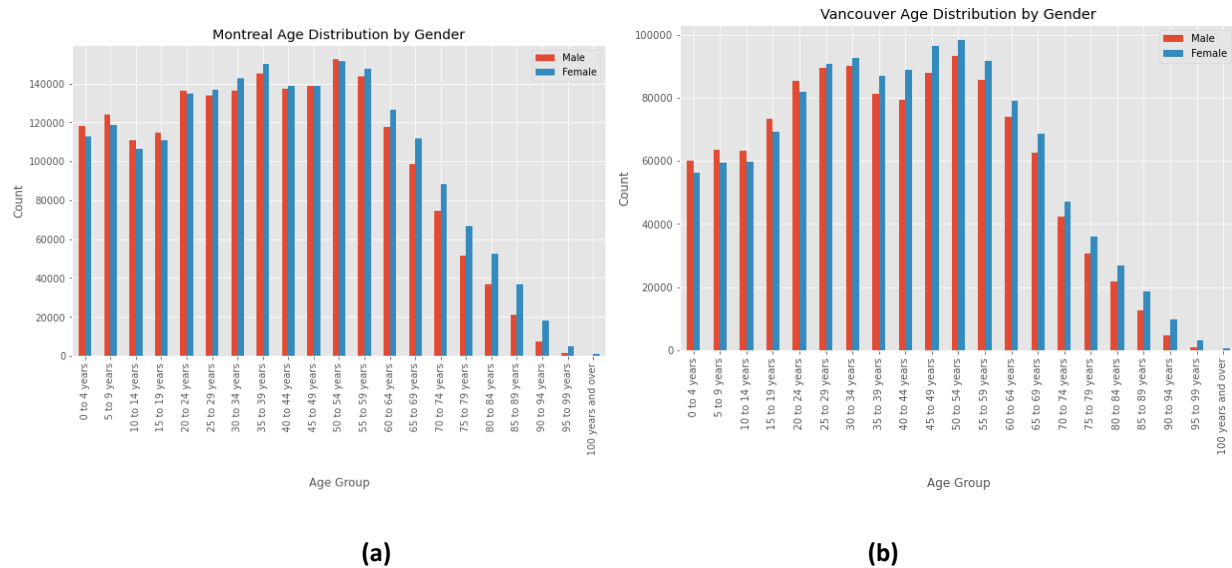 Montreal Age Distribution by Gender
Male
Female
140000
120000
100000
80000
60000
40000
20000
0
Count
0 to 4 years
5 to 9 years
10 to 14 years
15 to 19 years
20 to 24 years
25 to 29 years
30 to 34 years
35 to 39 years
40 to 44 years
45 to 49 years
50 to 54 years
55 to 59 years
60 to 64 years
65 to 69 years
70 to 74 years
75 to 79 years
80 to 84 years
85 to 89 years
90 to 94 years
95 to 99 years
100 years and over
Age Group
(a)
Vancouver Age Distribution by Gender
Male
Female
100000
80000
60000
40000
20000
0
Count
0 to 4 years
5 to 9 years
10 to 14 years
15 to 19 years
20 to 24 years
25 to 29 years
30 to 34 years
35 to 39 years
40 to 44 years
45 to 49 years
50 to 54 years
55 to 59 years
60 to 64 years
65 to 69 years
70 to 74 years
75 to 79 years
80 to 84 years
85 to 89 years
90 to 94 years
95 to 99 years
100 years and over
Age Group
(b)